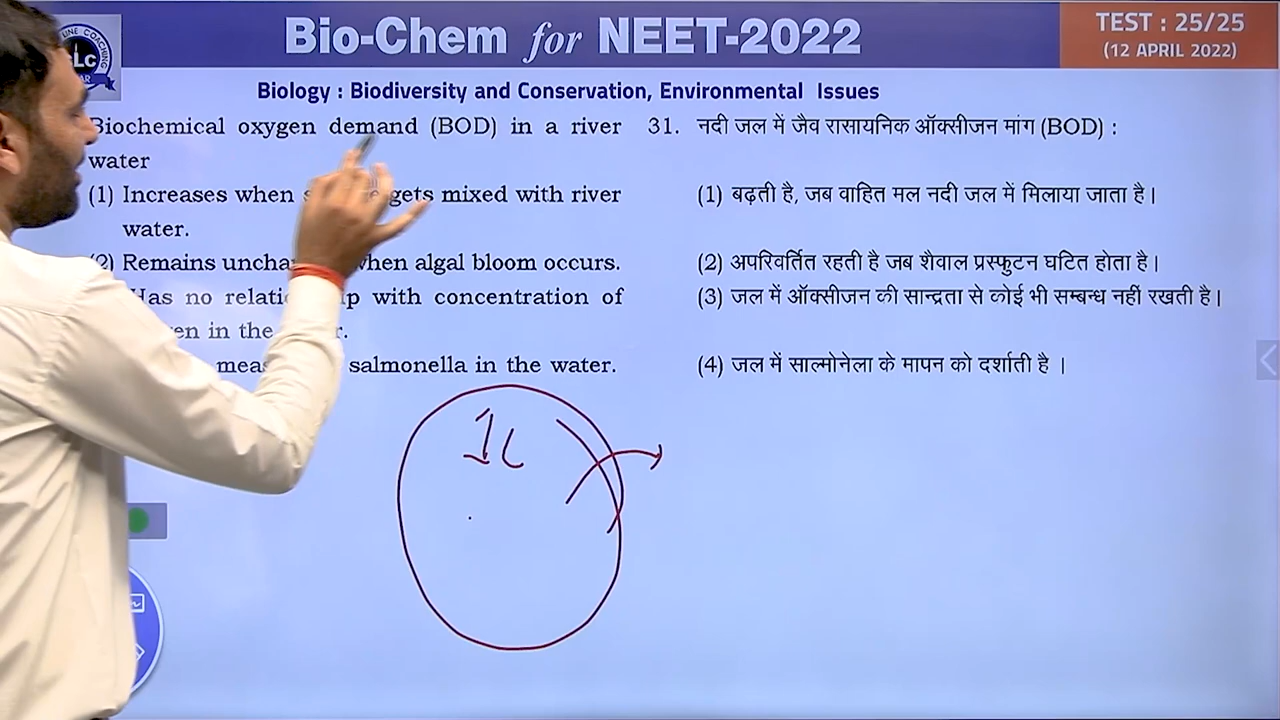 Bio-Chem for NEET-2022
TEST : 25/25
(12 APRIL 2022)
Biology : Biodiversity and Conservation, Environmental Issues
Biochemical oxygen demand (BOD) in a river
water
(1) Increases when gets mixed with river
water.
Remains when algal bloom occurs.
Has no with concentration of
in the
salmonella in the water.
31. नदी जल में जैव रासायनिक ऑक्सीजन मांग (BOD) :
(1) बढ़ती है, जब वाहित मल नदी जल में मिलाया जाता है।
(2) अपरिवर्तित रहती है जब शैवाल प्रस्फुटन घटित होता है।
(3) जल में ऑक्सीजन की सान्द्रता से कोई भी सम्बन्ध नहीं रखती है।
(4) जल में साल्मोनेला के मापन को दर्शाती है ।
1L